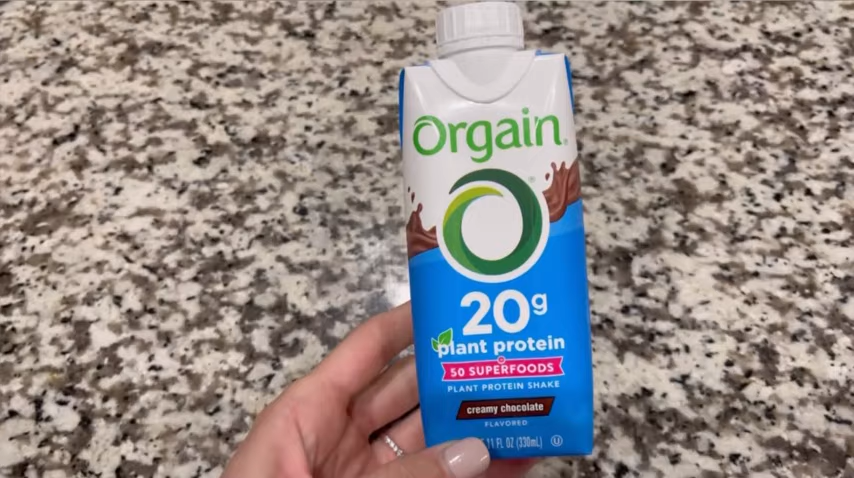 Orgain®
®
20g
plant protein
50 SUPERFOODS
PLANT PROTEIN SHAKE
creamy chocolate
FLAVORED
11 FL OZ (330mL) U